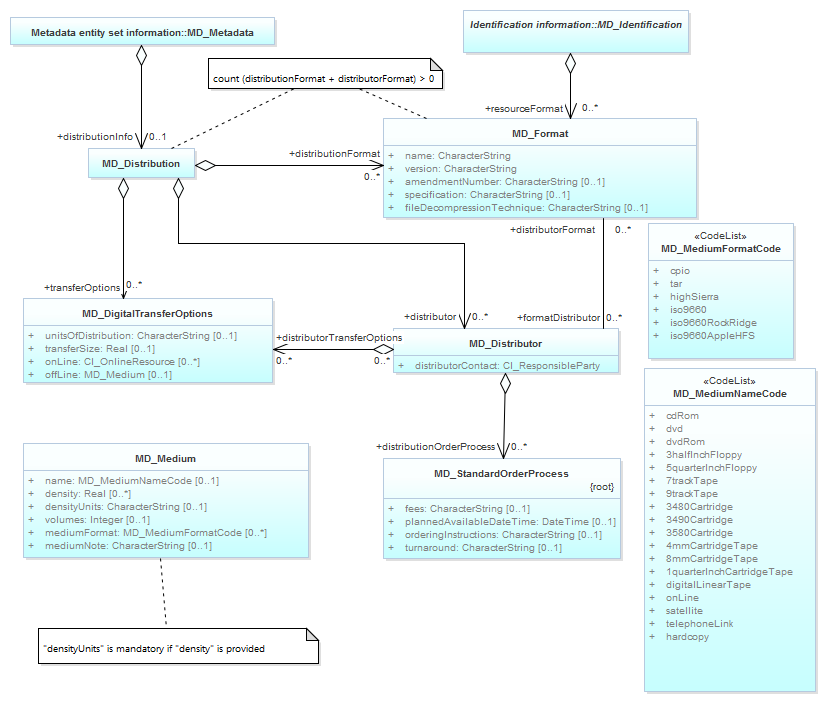 Metadata entity set information::MD_Metadata
Identification information::MD_Identification
count (distributionFormat + distributorFormat) > 0
+resourceFormat
0..*
+distributionInfo
0..1
MD_Distribution
+distributionFormat
0..*
MD_Format
+ name: CharacterString
+ version: CharacterString
+ amendmentNumber: CharacterString [0..1]
+ specification: CharacterString [0..1]
+ fileDecompressionTechnique: CharacterString [0..1]
+distributorFormat
0..*
«CodeList»
MD_MediumFormatCode
+ cpio
+ tar
+ highSierra
+ iso9660
+ iso9660RockRidge
+ iso9660AppleHFS
+transferOptions
0..*
MD_DigitalTransferOptions
+ unitsOfDistribution: CharacterString [0..1]
+ transferSize: Real [0..1]
+ onLine: CI_OnlineResource [0..*]
+ offLine: MD_Medium [0..1]
+distributor
0..*
+formatDistributor
0..*
+distributorTransferOptions
0..*
0..*
MD_Distributor
+ distributorContact: CI_ResponsibleParty
«CodeList»
MD_MediumNameCode
+ cdRom
+ dvd
+ dvdRom
+ 3halfInchFloppy
+ 5quarterInchFloppy
+ 7trackTape
+ 9trackTape
+ 3480Cartridge
+ 3490Cartridge
+ 3580Cartridge
+ 4mmCartridgeTape
+ 8mmCartridgeTape
+ 1quarterInchCartridgeTape
+ digitalLinearTape
+ onLine
+ satellite
+ telephoneLink
+ hardcopy
+distributionOrderProcess
0..*
MD_Medium
+ name: MD_MediumNameCode [0..1]
+ density: Real [0..*]
+ densityUnits: CharacterString [0..1]
+ volumes: Integer [0..1]
+ mediumFormat: MD_MediumFormatCode [0..*]
+ mediumNote: CharacterString [0..1]
MD_StandardOrderProcess
{root}
+ fees: CharacterString [0..1]
+ plannedAvailableDateTime: DateTime [0..1]
+ orderingInstructions: CharacterString [0..1]
+ turnaround: CharacterString [0..1]
"densityUnits" is mandatory if "density" is provided